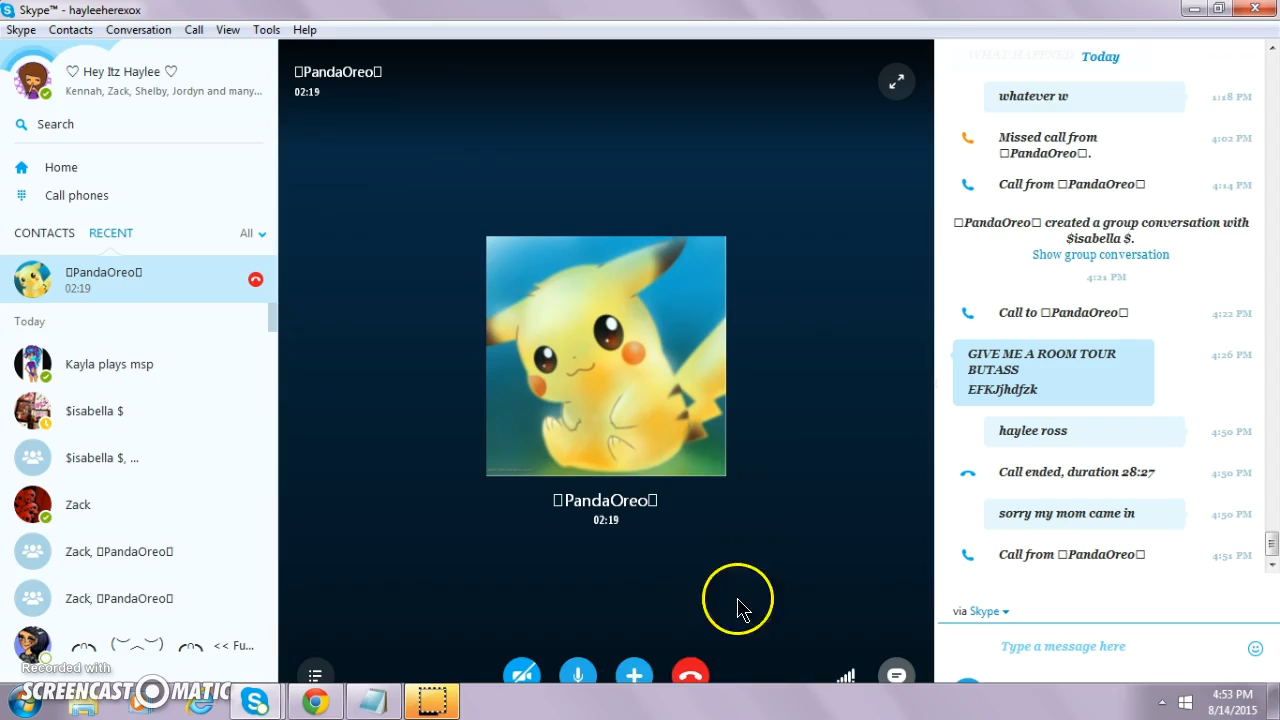 Skype™ - hayleeherexox
Skype Contacts Conversation Call View Tools Help
♡ Hey Itz Haylee ♡
Kennah, Zack, Shelby, Jordyn and many...
Search
Home
Call phones
CONTACTS RECENT All
□PandaOreo□
02:19
Today
Kayla plays msp
$isabella $
$isabella $, ...
Zack
Zack, □PandaOreo□
Zack, □PandaOreo□
<< Fu...
□PandaOreo□
02:19
□PandaOreo□
02:19
WHAT HAPPENED
Today
whatever w 1:18 PM
Missed call from 4:02 PM
□PandaOreo□.
Call from □PandaOreo□ 4:14 PM
□PandaOreo□ created a group conversation with
$isabella $.
Show group conversation
4:21 PM
Call to □PandaOreo□ 4:22 PM
GIVE ME A ROOM TOUR 4:26 PM
BUTASS
EFKJjhdfzk
haylee ross 4:50 PM
Call ended, duration 28:27 4:50 PM
sorry my mom came in 4:50 PM
Call from □PandaOreo□ 4:51 PM
via Skype
Type a message here
Recorded with
SCREENCAST O MATIC
4:53 PM
8/14/2015